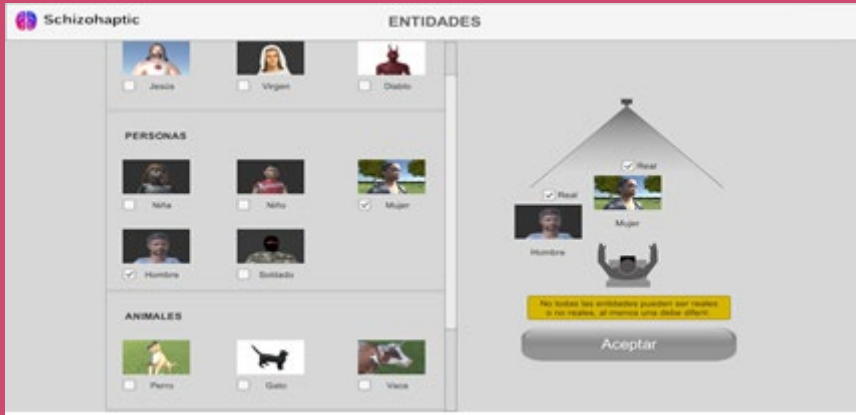 Schizohaptic
ENTIDADES
Jesús
Virgen
Diablo
PERSONAS
Niña
Niño
Mujer
Hombre
Soldado
ANIMALES
Perro
Gato
Vaca
Real
Mujer
Real
Hombre
No todas las entidades pueden ser reales
o no reales, al menos una debe diferir.
Aceptar